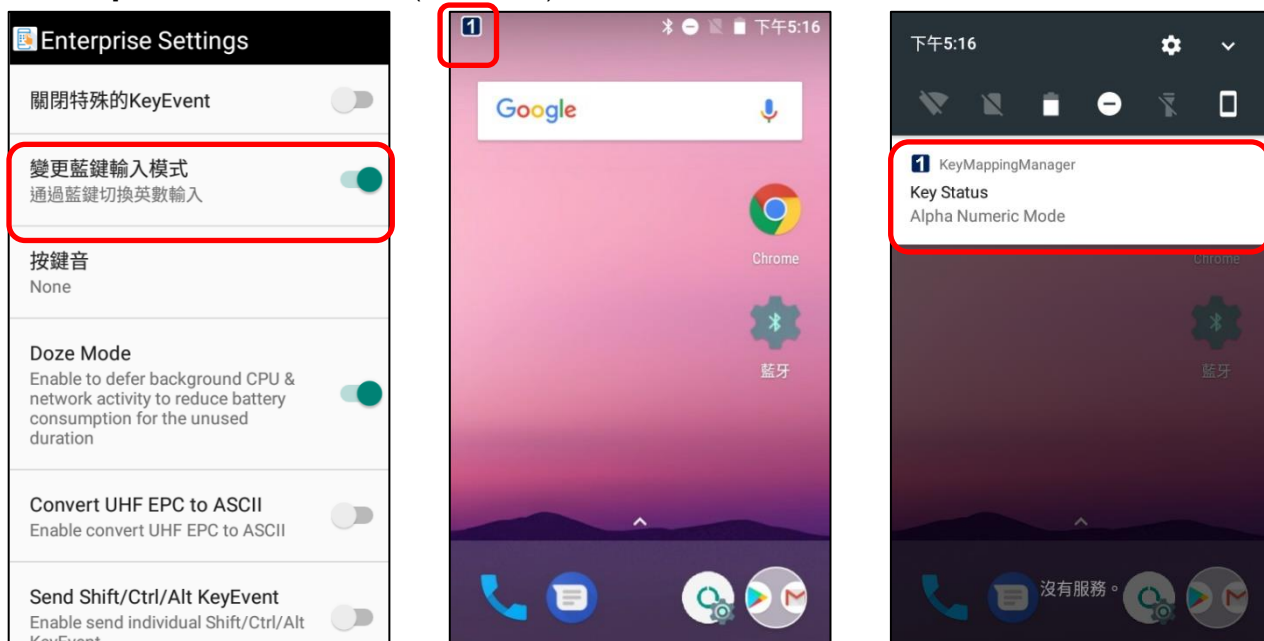 Enterprise Settings
關閉特殊的KeyEvent
變更藍鍵輸入模式
通過藍鍵切換英數輸入
按鍵音
None
Doze Mode
Enable to defer background CPU &
network activity to reduce battery
consumption for the unused
duration
Convert UHF EPC to ASCII
Enable convert UHF EPC to ASCII
Send Shift/Ctrl/Alt KeyEvent
Enable send individual Shift/Ctrl/Alt
KeyEvent
1
下午5:16
Google
Chrome
藍牙
下午5:16
1 KeyMappingManager
Key Status
Alpha Numeric Mode
Chrome
藍牙
沒有服務。